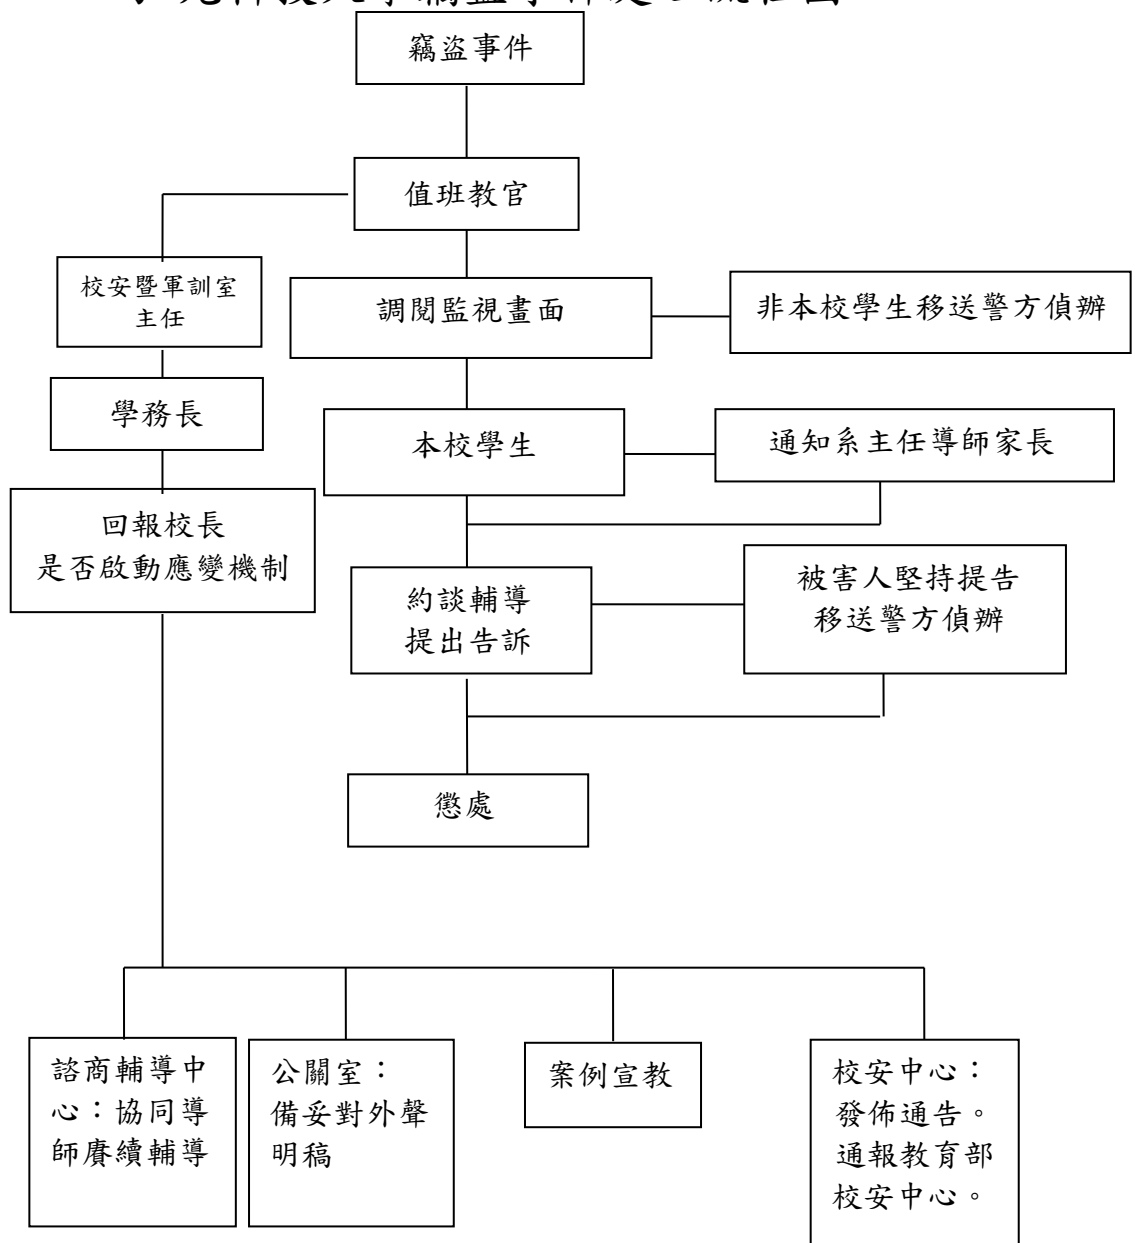 竊盜事件
值班教官
校安暨軍訓室
主任
調閱監視畫面
非本校學生移送警方偵辦
學務長
本校學生
通知系主任導師家長
回報校長
是否啟動應變機制
約談輔導
提出告訴
被害人堅持提告
移送警方偵辦
懲處
諮商輔導中
心：協同導
師賡續輔導
公關室：
備妥對外聲
明稿
案例宣教
校安中心：
發佈通告。
通報教育部
校安中心。